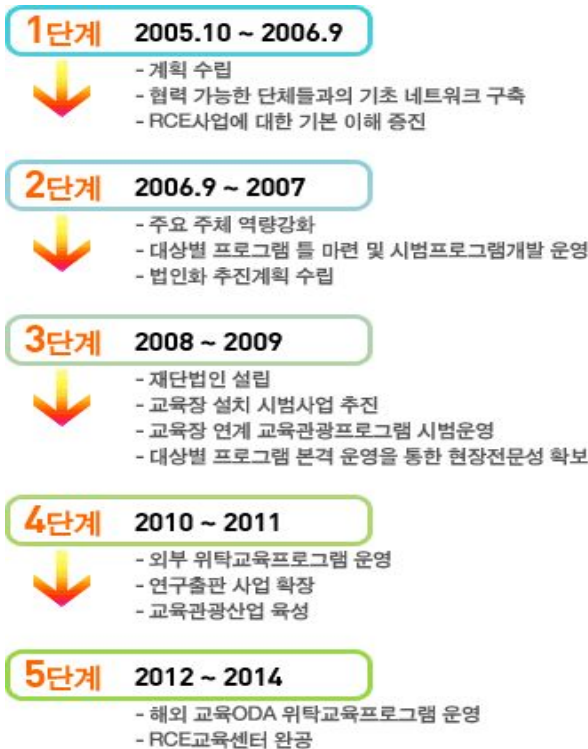 1단계 2005.10 ~ 2006.9
- 계획 수립
- 협력 가능한 단체들과의 기초 네트워크 구축
- RCE사업에 대한 기본 이해 증진
2단계 2006.9 ~ 2007
- 주요 주체 역량강화
- 대상별 프로그램 틀 마련 및 시범프로그램개발 운영
- 법인화 추진계획 수립
3단계 2008 ~ 2009
- 재단법인 설립
- 교육장 설치 시범사업 추진
- 교육장 연계 교육관광프로그램 시범운영
- 대상별 프로그램 본격 운영을 통한 현장전문성 확보
4단계 2010 ~ 2011
- 외부 위탁교육프로그램 운영
- 연구출판 사업 확장
- 교육관광산업 육성
5단계 2012 ~ 2014
- 해외 교육ODA 위탁교육프로그램 운영
- RCE교육센터 완공